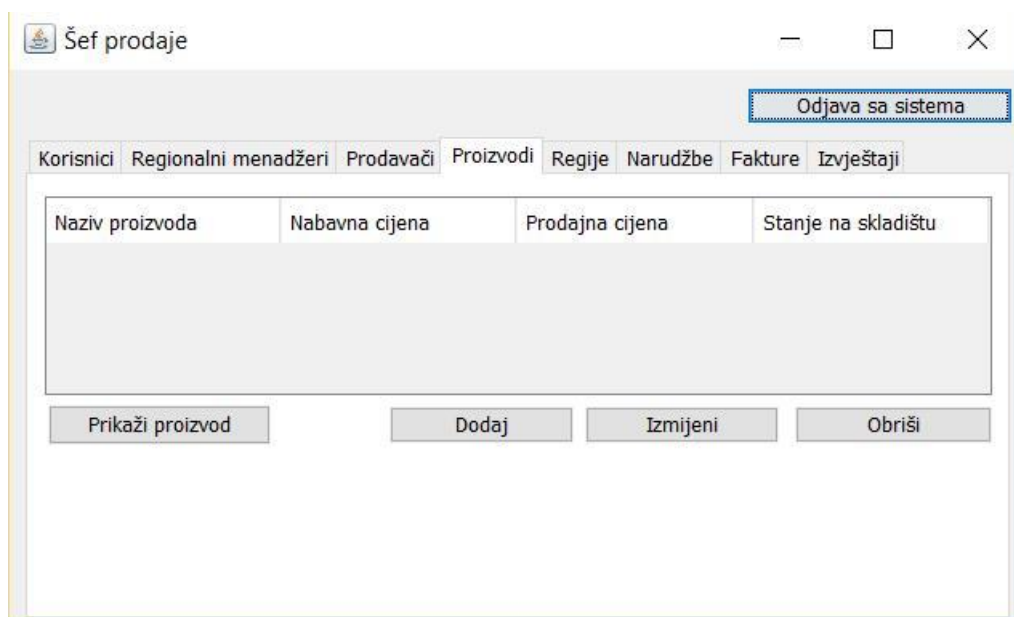 Šef prodaje
Odjava sa sistema
Korisnici Regionalni menadžeri Prodavači Proizvodi Regije Narudžbe Fakture Izvještaji
Naziv proizvoda Nabavna cijena Prodajna cijena Stanje na skladištu
Prikaži proizvod Dodaj Izmijeni Obriši